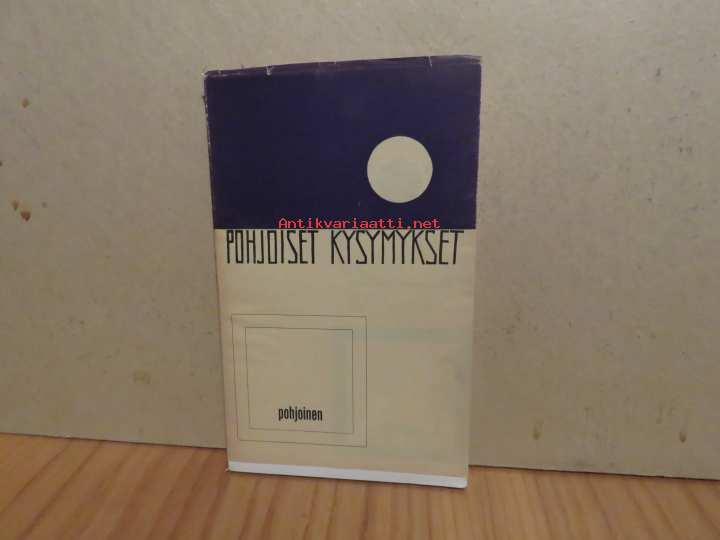 Antikvariaatti.net
POHJOISET KYSYMYKSET
pohjoinen